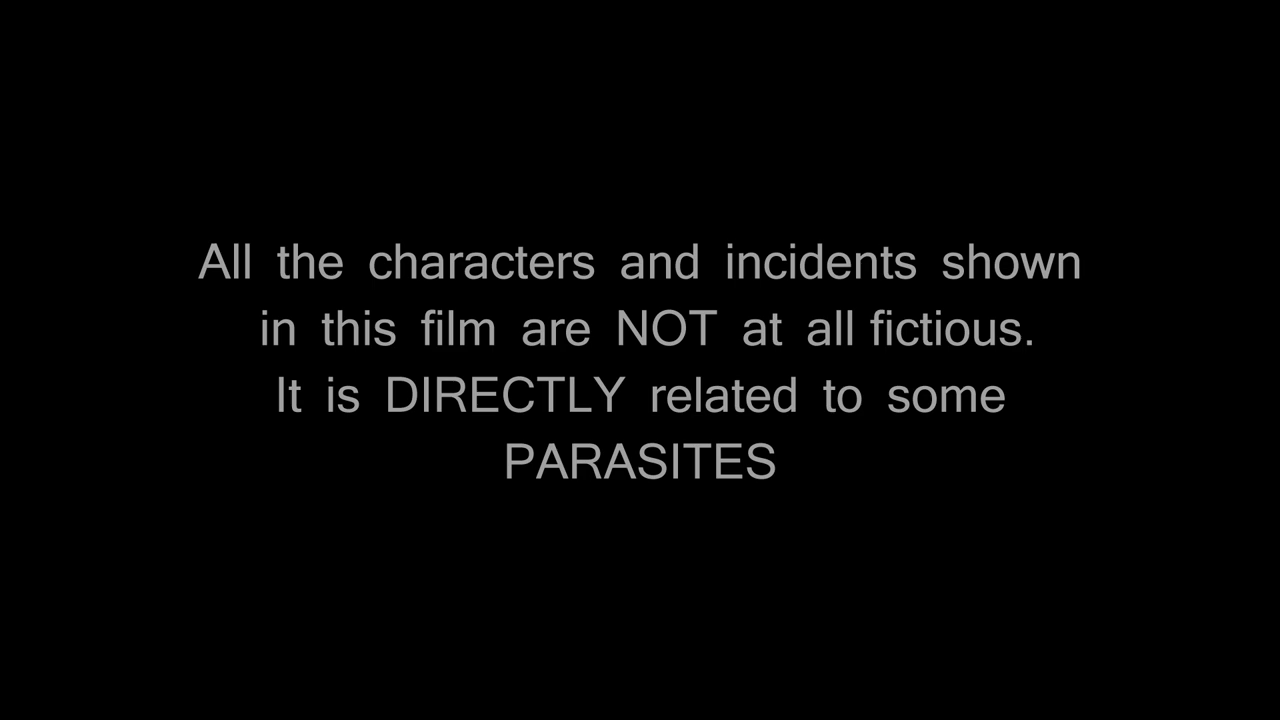 All the characters and incidents shown
in this film are NOT at all fictious.
It is DIRECTLY related to some
PARASITES